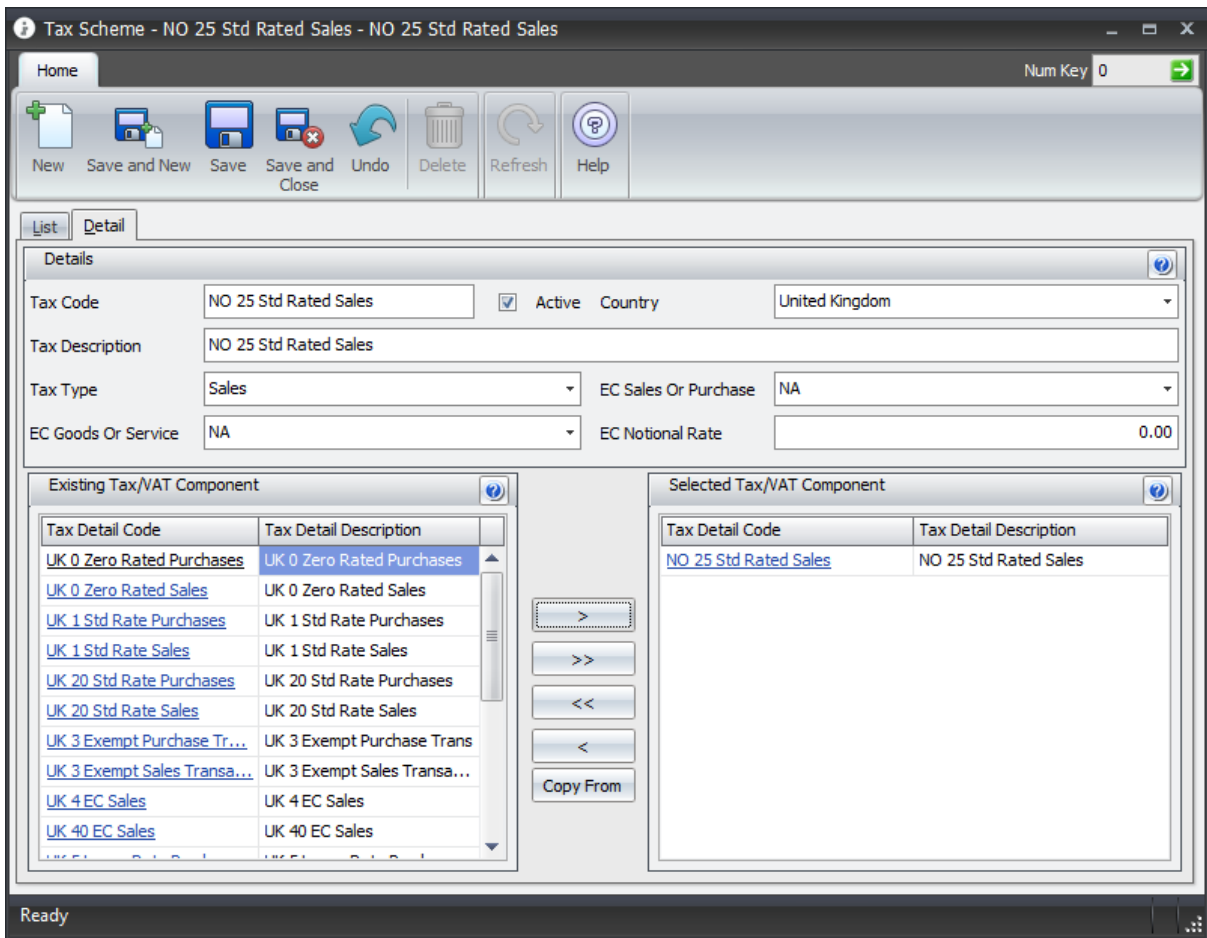 Tax Scheme - NO 25 Std Rated Sales - NO 25 Std Rated Sales
Home Num Key 0
New Save and New Save Save and Close Undo Delete Refresh Help
List Detail
Details
Tax Code NO 25 Std Rated Sales Active Country United Kingdom
Tax Description NO 25 Std Rated Sales
Tax Type Sales EC Sales Or Purchase NA
EC Goods Or Service NA EC Notional Rate 0.00
Existing Tax/VAT Component
Tax Detail Code Tax Detail Description
UK 0 Zero Rated Purchases UK 0 Zero Rated Purchases
UK 0 Zero Rated Sales UK 0 Zero Rated Sales
UK 1 Std Rate Purchases UK 1 Std Rate Purchases
UK 1 Std Rate Sales UK 1 Std Rate Sales
UK 20 Std Rate Purchases UK 20 Std Rate Purchases
UK 20 Std Rate Sales UK 20 Std Rate Sales
UK 3 Exempt Purchase Tr... UK 3 Exempt Purchase Trans
UK 3 Exempt Sales Transa... UK 3 Exempt Sales Transa...
UK 4 EC Sales UK 4 EC Sales
UK 40 EC Sales UK 40 EC Sales
>
>>
<<
<
Copy From
Selected Tax/VAT Component
Tax Detail Code Tax Detail Description
NO 25 Std Rated Sales NO 25 Std Rated Sales
Ready